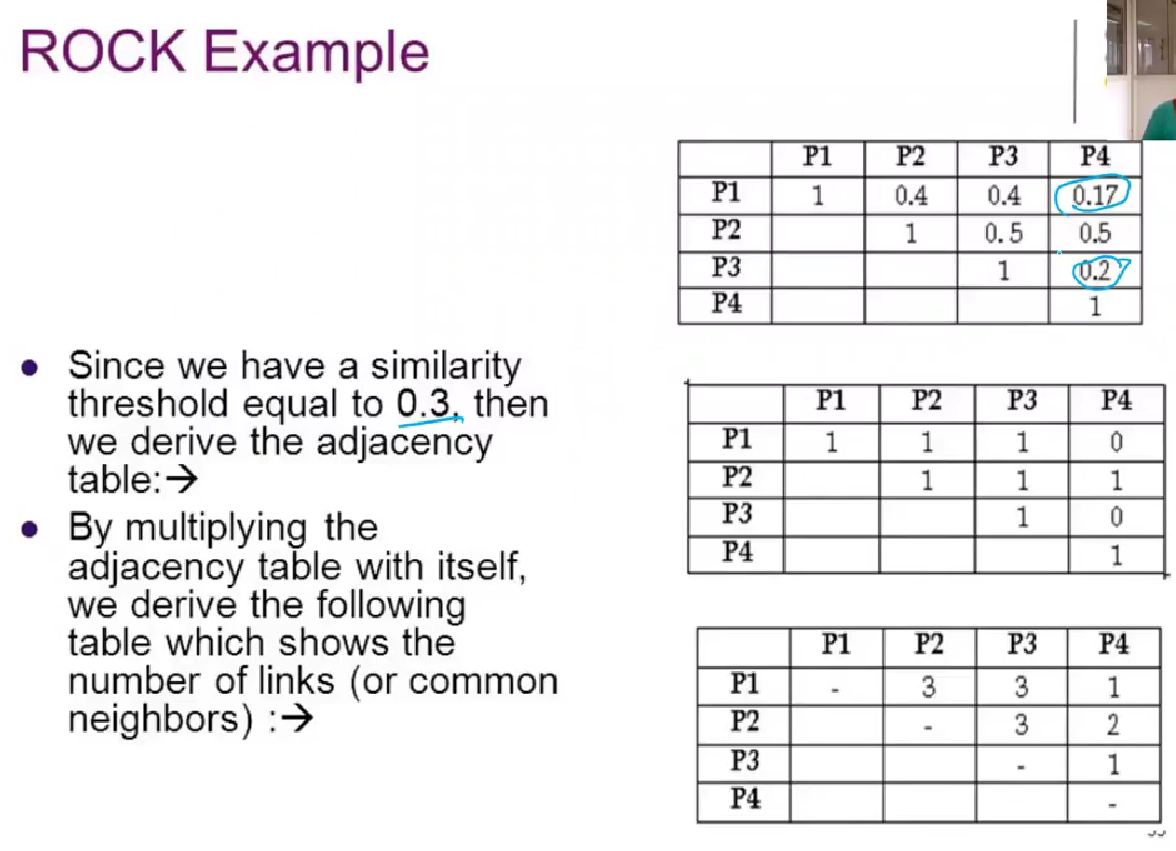 ROCK Example
P1 P2 P3 P4
P1 1 0.4 0.4 0.17
P2 1 0.5 0.5
P3 1 0.2
P4 1
● Since we have a similarity
threshold equal to 0.3, then
we derive the adjacency
table:→
P1 P2 P3 P4
P1 1 1 1 0
P2 1 1 1
P3 1 0
P4 1
● By multiplying the
adjacency table with itself,
we derive the following
table which shows the
number of links (or common
neighbors) :→
P1 P2 P3 P4
P1 - 3 3 1
P2 - 3 2
P3 - 1
P4 -